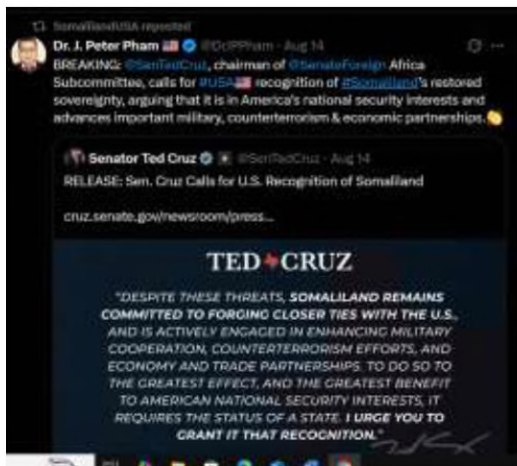 SomalilandUSA reposted
Dr. J. Peter Pham @DrJPPham · Aug 14
BREAKING: @SenTedCruz, chairman of @SenateForeign Africa
Subcommittee, calls for #USA recognition of #Somaliland's restored
sovereignty, arguing that it is in America's national security interests and
advances important military, counterterrorism & economic partnerships.
Senator Ted Cruz @SenTedCruz · Aug 14
RELEASE: Sen. Cruz Calls for U.S. Recognition of Somaliland
cruz.senate.gov/newsroom/press...
TED CRUZ
"DESPITE THESE THREATS, SOMALILAND REMAINS
COMMITTED TO FORGING CLOSER TIES WITH THE U.S.,
AND IS ACTIVELY ENGAGED IN ENHANCING MILITARY
COOPERATION, COUNTERTERRORISM EFFORTS, AND
ECONOMY AND TRADE PARTNERSHIPS. TO DO SO TO
THE GREATEST EFFECT, AND THE GREATEST BENEFIT
TO AMERICAN NATIONAL SECURITY INTERESTS, IT
REQUIRES THE STATUS OF A STATE. I URGE YOU TO
GRANT IT THAT RECOGNITION."